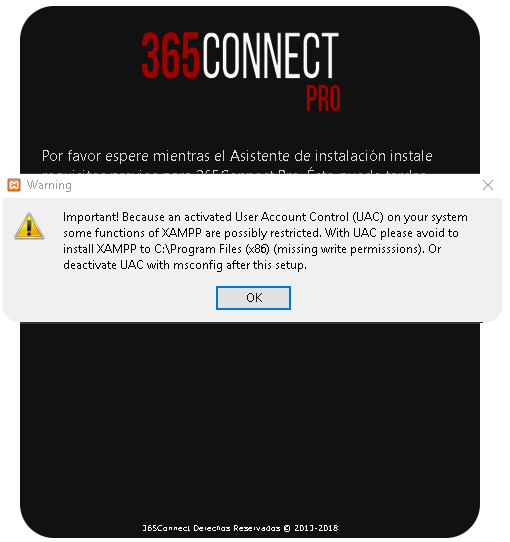 365CONNECT
PRO
Por favor espere mientras el Asistente de instalación instale
Warning
Important! Because an activated User Account Control (UAC) on your system
some functions of XAMPP are possibly restricted. With UAC please avoid to
install XAMPP to C:\Program Files (x86) (missing write permisssions). Or
deactivate UAC with msconfig after this setup.
OK
365Connect Derechos Reservados © 2013-2018